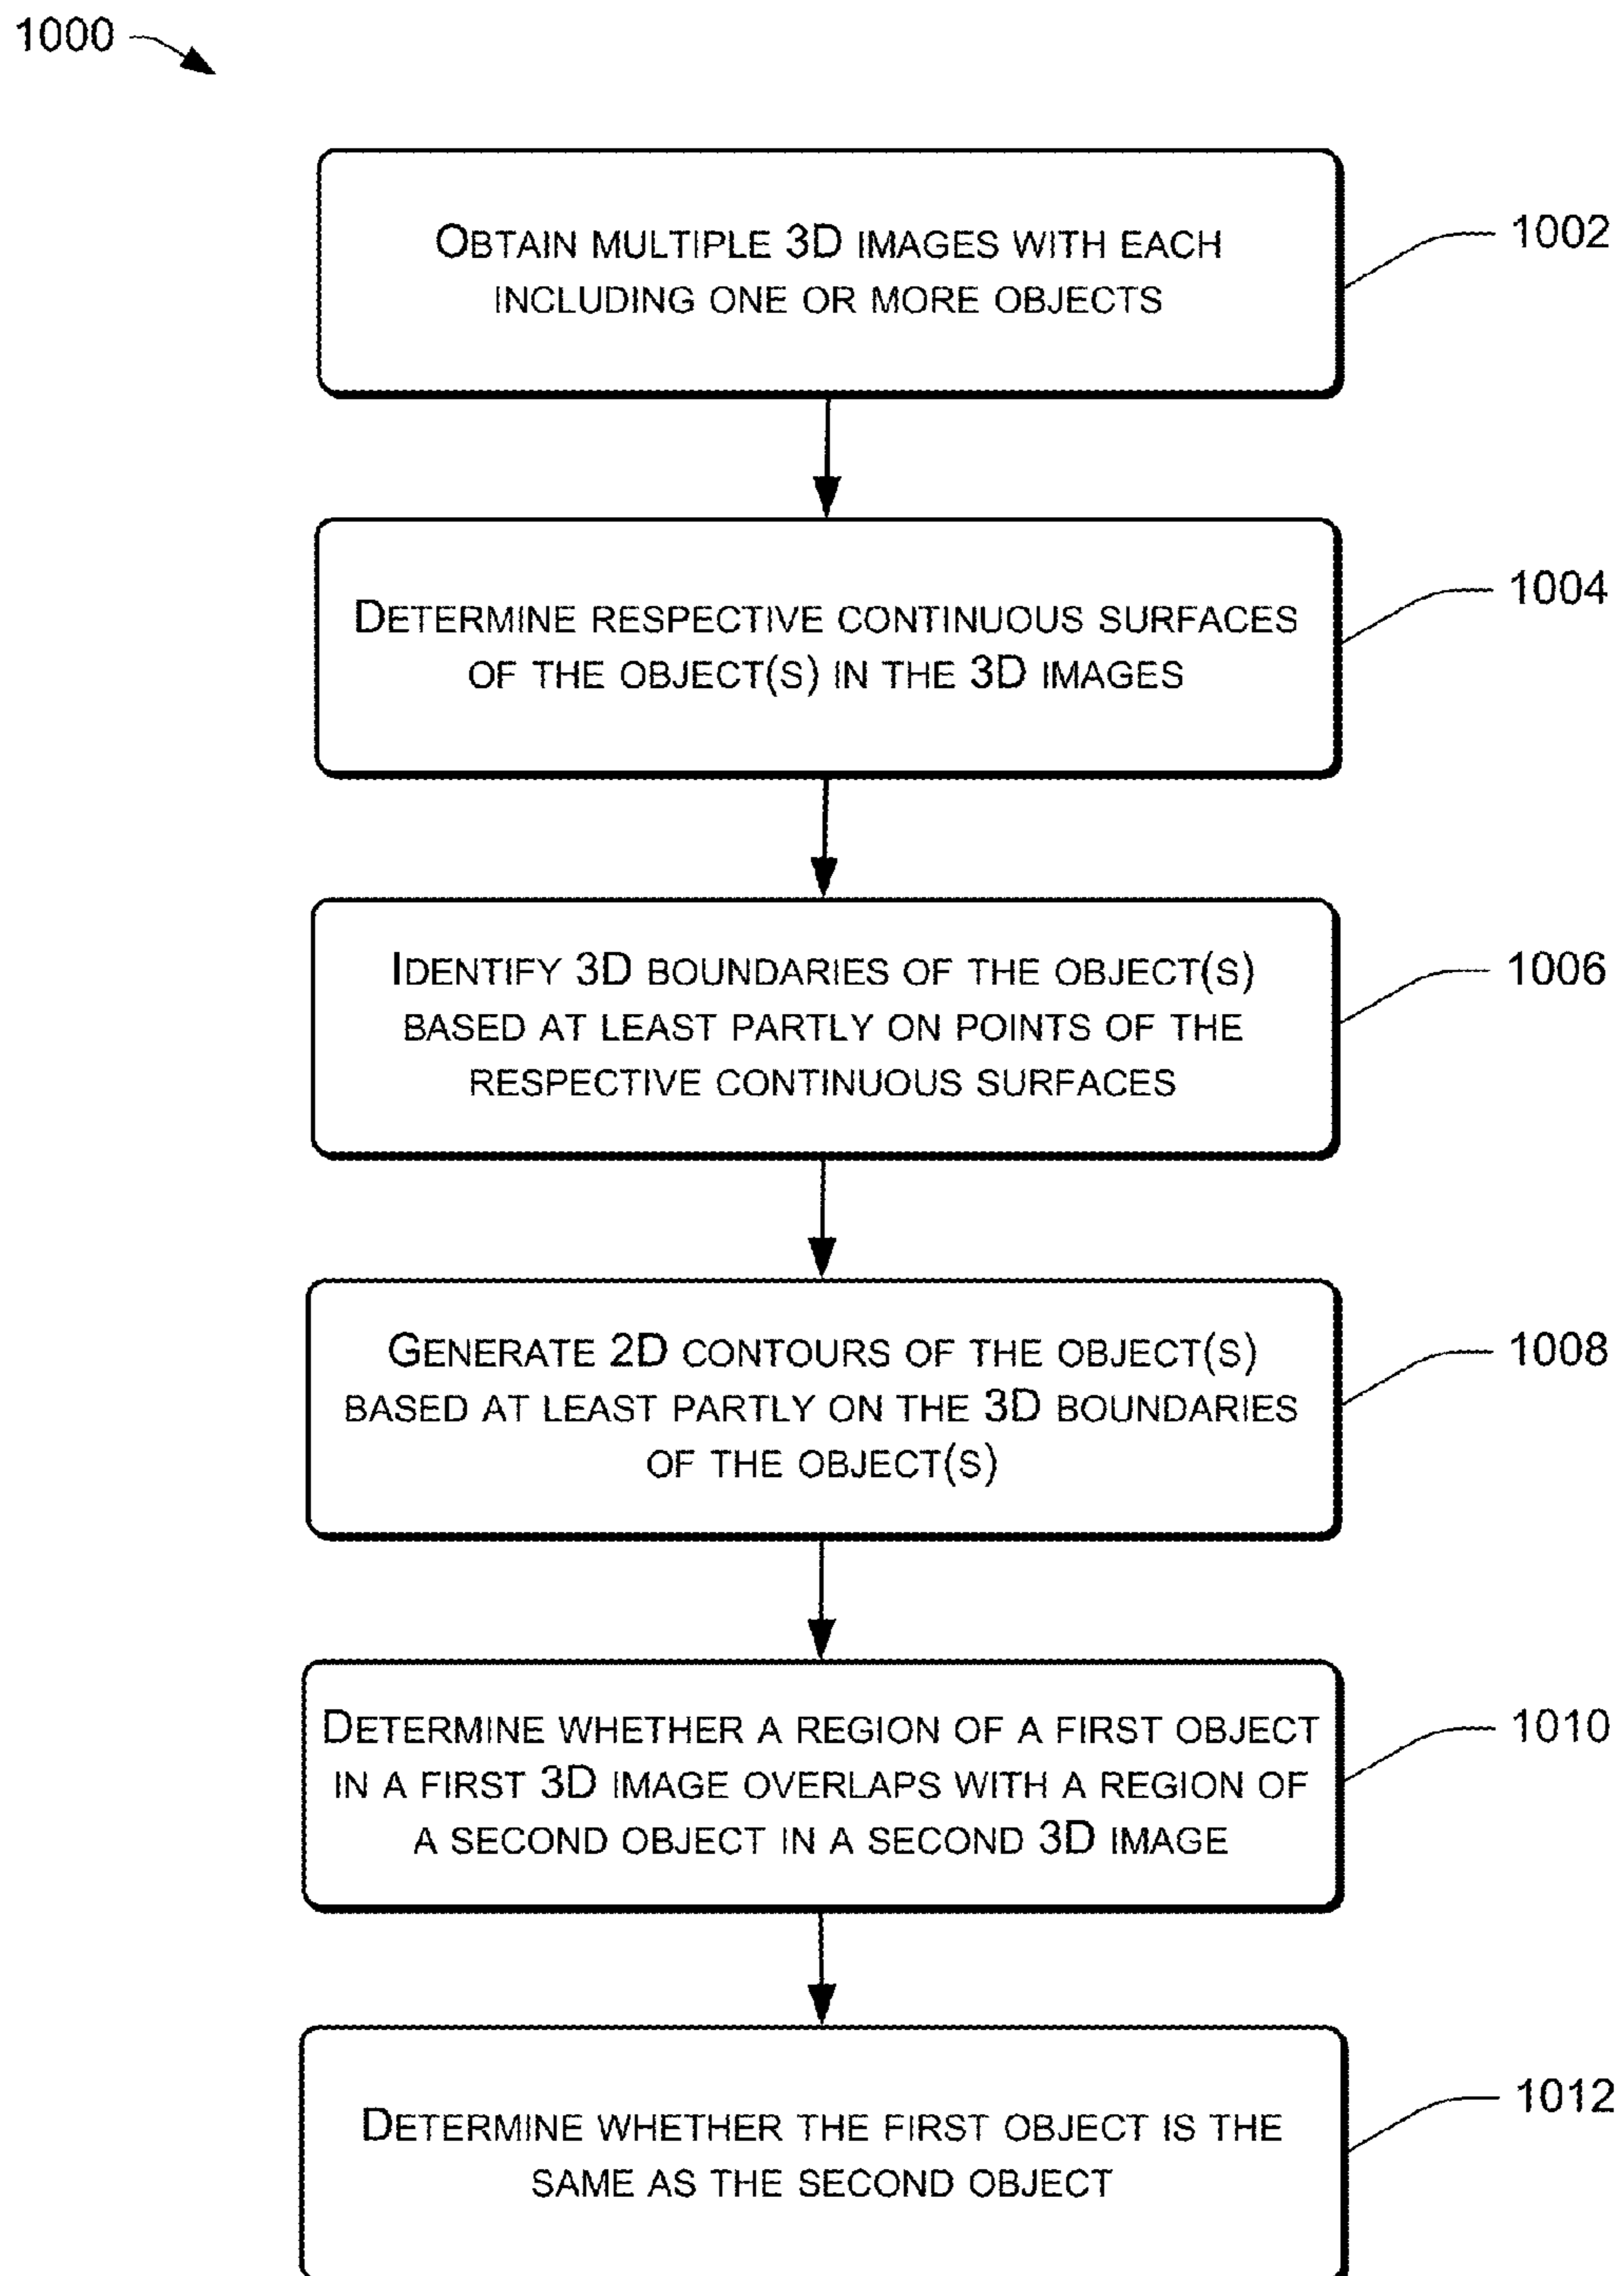 1000
OBTAIN MULTIPLE 3D IMAGES WITH EACH
INCLUDING ONE OR MORE OBJECTS
1002
DETERMINE RESPECTIVE CONTINUOUS SURFACES
OF THE OBJECT(S) IN THE 3D IMAGES
1004
IDENTIFY 3D BOUNDARIES OF THE OBJECT(S)
BASED AT LEAST PARTLY ON POINTS OF THE
RESPECTIVE CONTINUOUS SURFACES
1006
GENERATE 2D CONTOURS OF THE OBJECT(S)
BASED AT LEAST PARTLY ON THE 3D BOUNDARIES
OF THE OBJECT(S)
1008
DETERMINE WHETHER A REGION OF A FIRST OBJECT
IN A FIRST 3D IMAGE OVERLAPS WITH A REGION OF
A SECOND OBJECT IN A SECOND 3D IMAGE
1010
DETERMINE WHETHER THE FIRST OBJECT IS THE
SAME AS THE SECOND OBJECT
1012